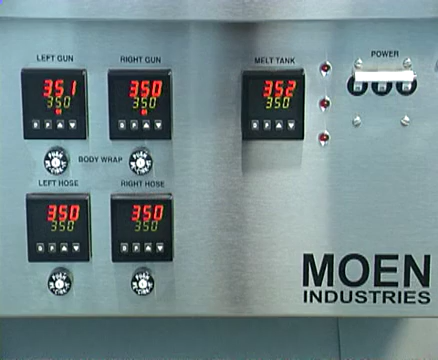 LEFT GUN
RIGHT GUN
MELT TANK
POWER
351
350
350
350
352
350
BODY WRAP
LEFT HOSE
RIGHT HOSE
350
350
350
350
MOEN
INDUSTRIES